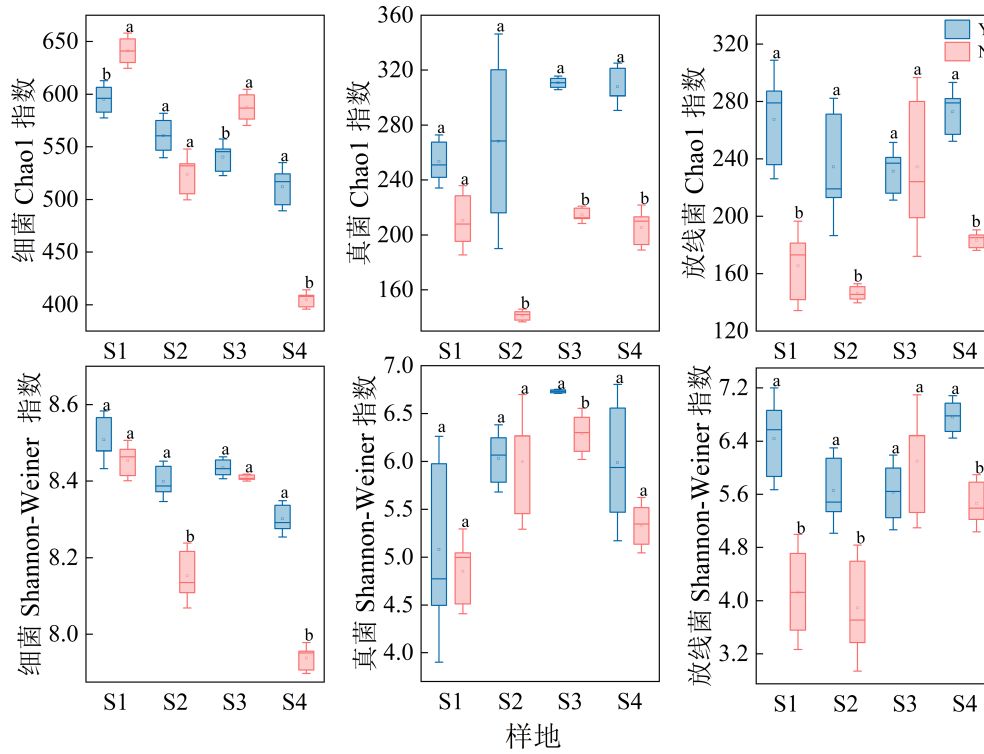 细菌 Chao1 指数
650
600
550
500
450
400
b
a
a
a
b
a
a
b
S1 S2 S3 S4
真菌 Chao1 指数
360
320
280
240
200
160
a
a
a
b
a
b
a
b
S1 S2 S3 S4
放线菌 Chao1 指数
320
280
240
200
160
120
a
b
a
b
a
a
a
b
Y
N
S1 S2 S3 S4
细菌 Shannon-Weiner 指数
8.6
8.4
8.2
8.0
a
a
a
b
a
a
a
b
S1 S2 S3 S4
真菌 Shannon-Weiner 指数
7.0
6.5
6.0
5.5
5.0
4.5
4.0
a
a
a
a
a
b
a
a
S1 S2 S3 S4
放线菌 Shannon-Weiner 指数
7.2
6.4
5.6
4.8
4.0
3.2
a
b
a
b
a
a
a
b
S1 S2 S3 S4
样地